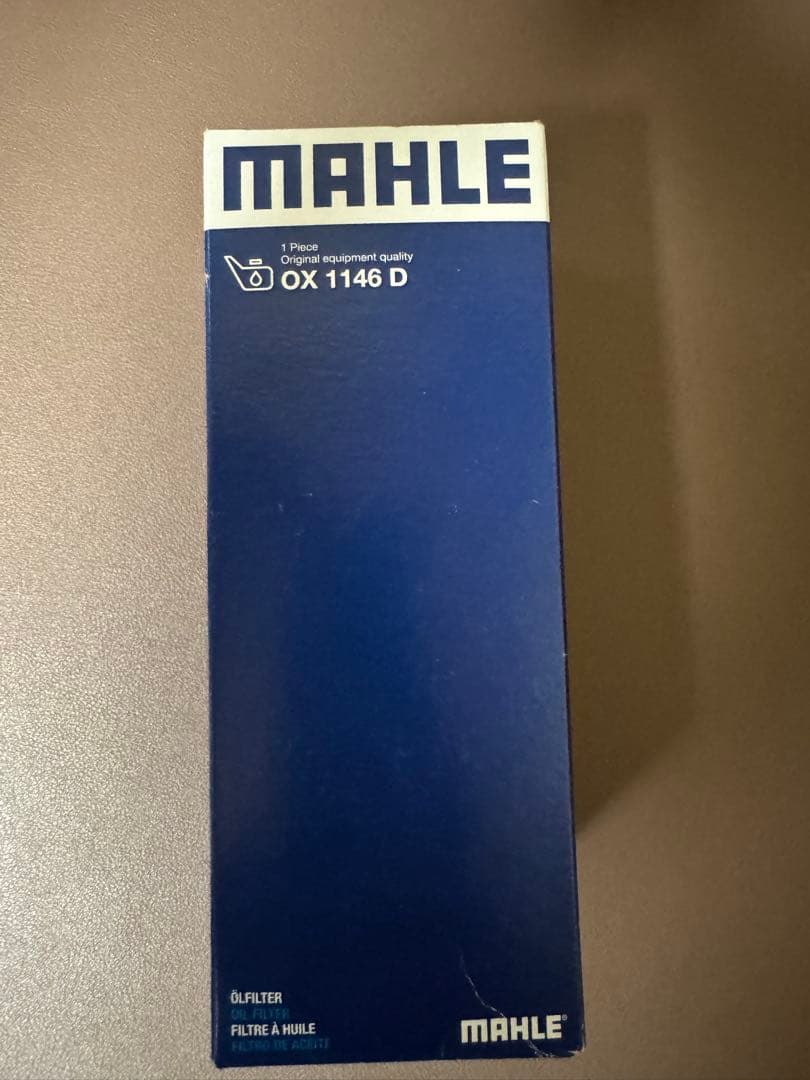 MAHLE
1 Piece
Original equipment quality
OX 1146 D
ÖLFILTER
OIL FILTER
FILTRE À HUILE
FILTRO DE ACEITE
MAHLE®